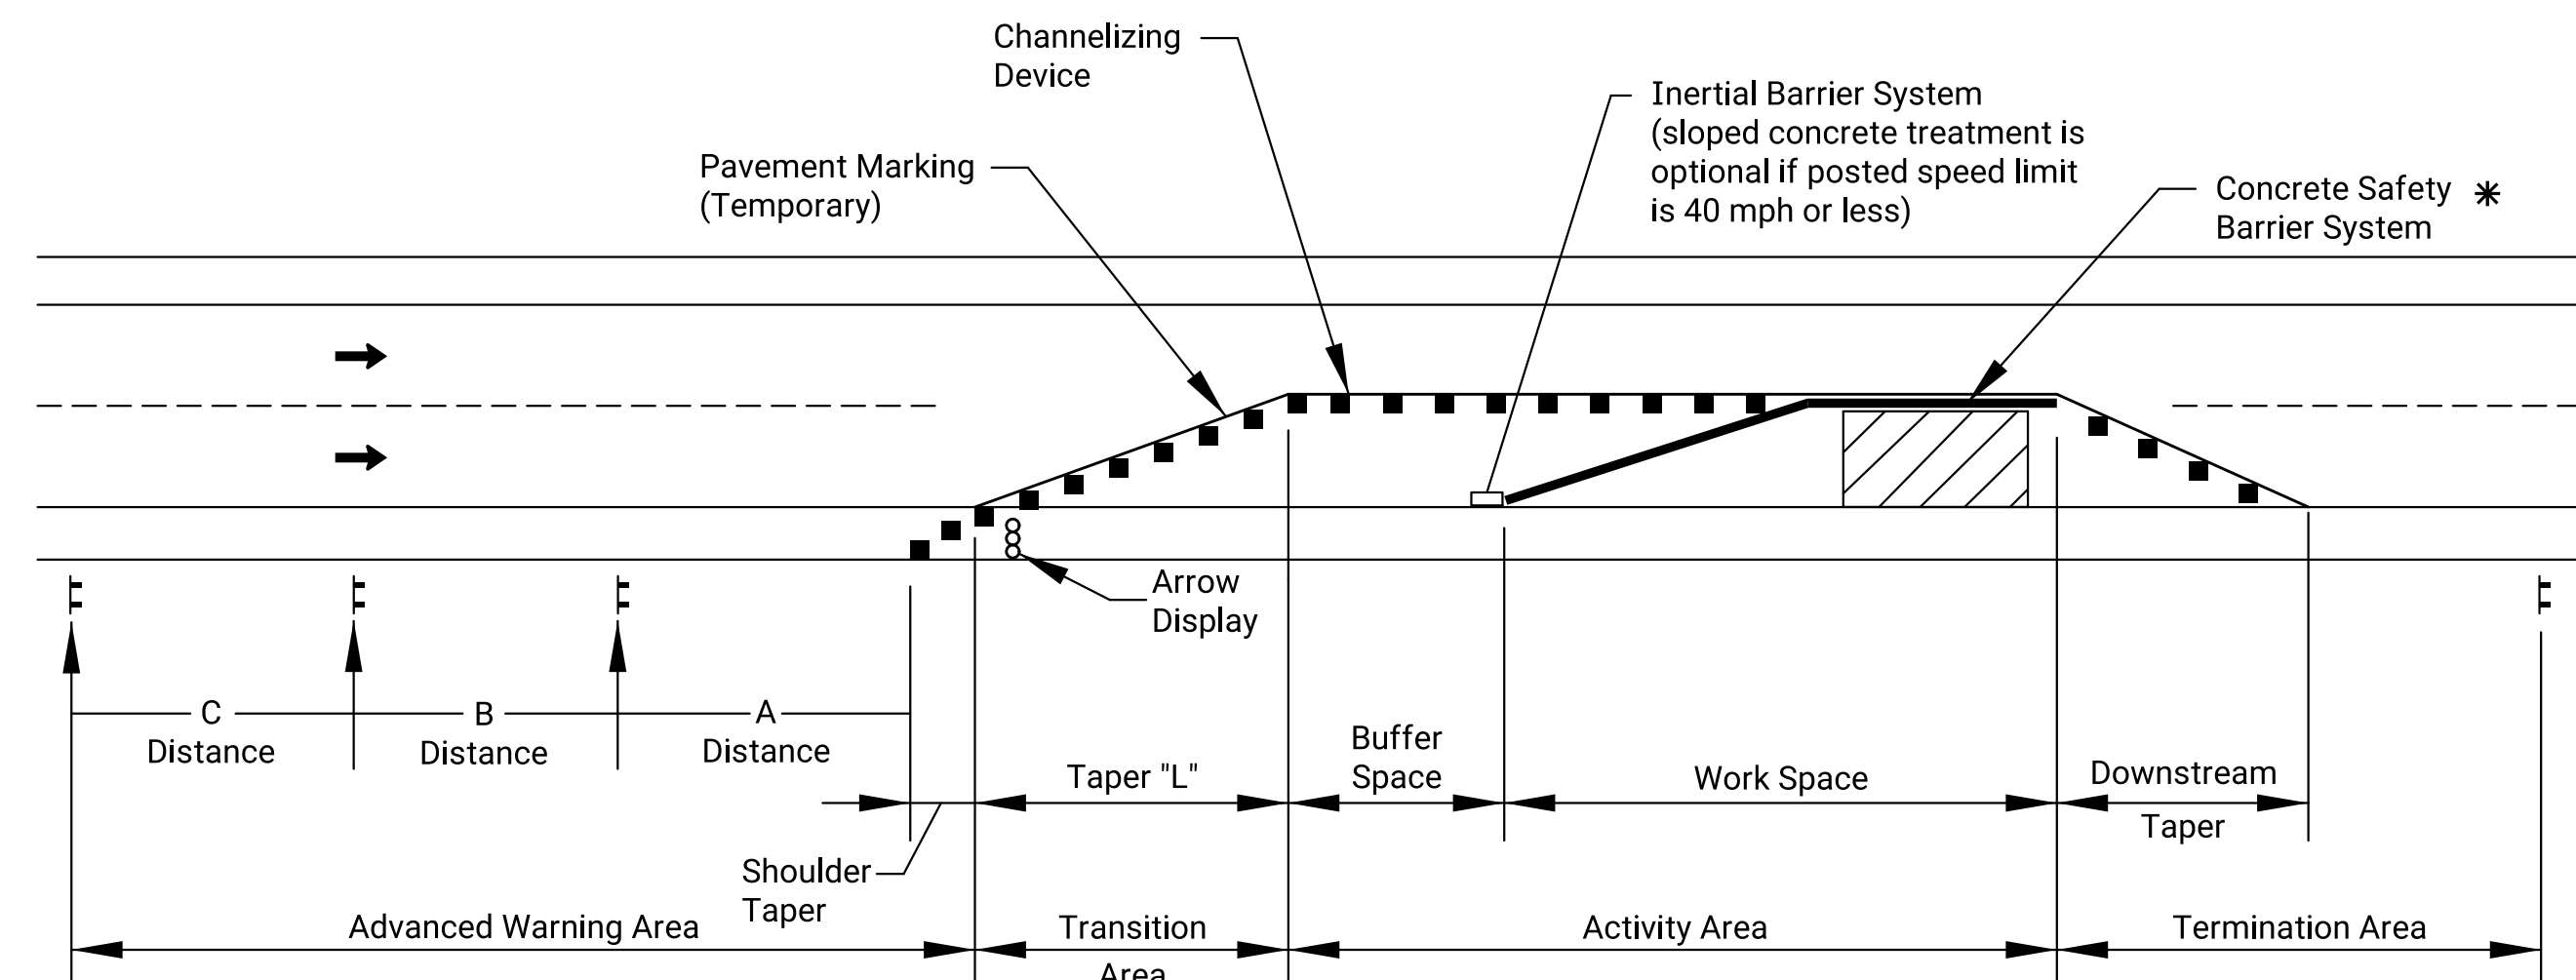 Channelizing
Device
Inertial Barrier System
(sloped concrete treatment is
optional if posted speed limit
is 40 mph or less)
Pavement Marking
(Temporary)
Concrete Safety *
Barrier System
Arrow
Display
C
Distance
B
Distance
A
Distance
Taper "L"
Buffer
Space
Work Space
Downstream
Taper
Shoulder
Taper
Advanced Warning Area
Transition
Area
Activity Area
Termination Area